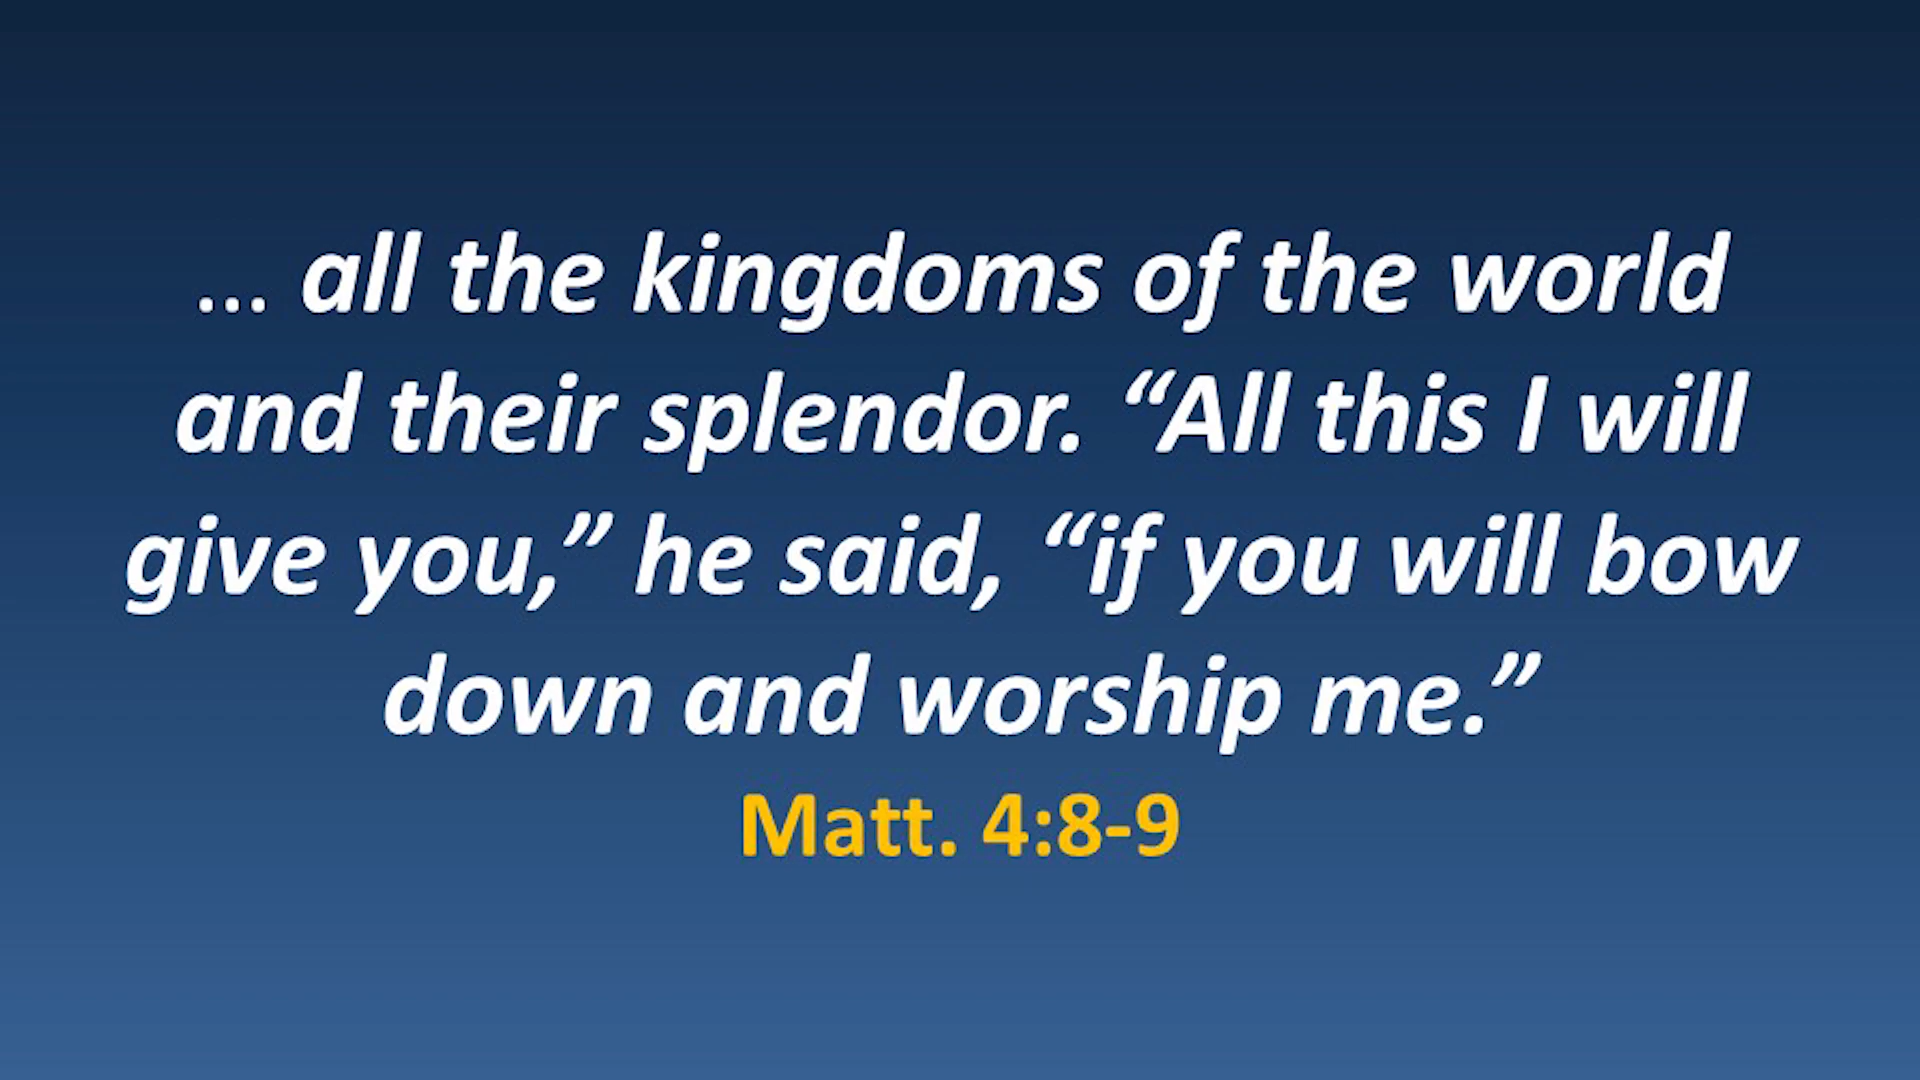 ... all the kingdoms of the world
and their splendor. “All this I will
give you,” he said, “if you will bow
down and worship me.”
Matt. 4:8-9